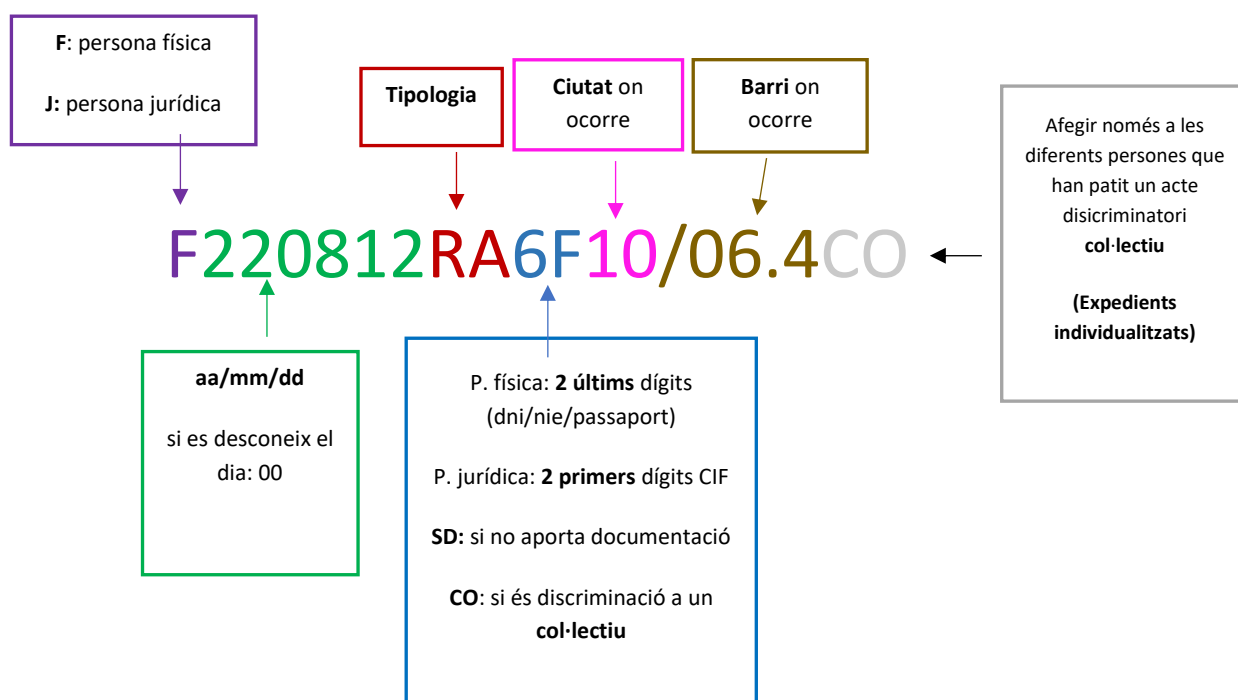 F: persona física
J: persona jurídica
Tipologia
Ciutat on
ocorre
Barri on
ocorre
Afegir només a les
diferents persones que
han patit un acte
disicriminatori
col·lectiu
(Expedients
individualitzats)
F220812RA6F10/06.4CO
aa/mm/dd
si es desconeix el
dia: 00
P. física: 2 últims dígits
(dni/nie/passaport)
P. jurídica: 2 primers dígits CIF
SD: si no aporta documentació
CO: si és discriminació a un
col·lectiu